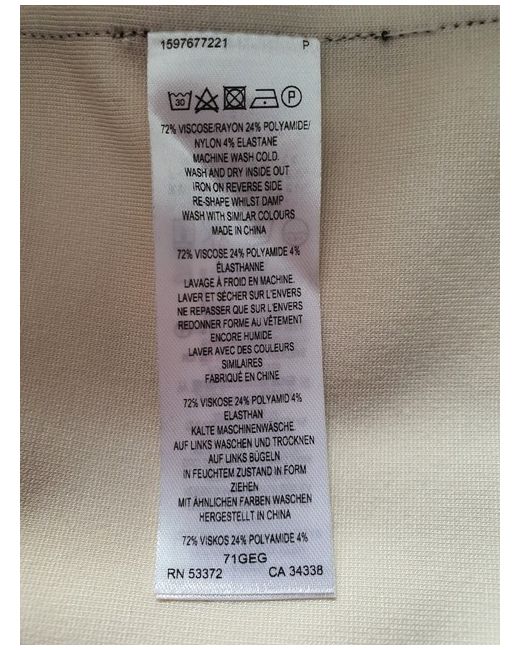 1597677221 P
30 P
72% VISCOSE/RAYON 24% POLYAMIDE/
NYLON 4% ELASTANE
MACHINE WASH COLD.
WASH AND DRY INSIDE OUT
IRON ON REVERSE SIDE
RE-SHAPE WHILST DAMP
WASH WITH SIMILAR COLOURS
MADE IN CHINA
72% VISCOSE 24% POLYAMIDE 4%
ÉLASTHANNE
LAVAGE À FROID EN MACHINE.
LAVER ET SÉCHER SUR L'ENVERS
NE REPASSER QUE SUR L'ENVERS
REDONNER FORME AU VÊTEMENT
ENCORE HUMIDE
LAVER AVEC DES COULEURS
SIMILAIRES
FABRIQUÉ EN CHINE
72% VISKOSE 24% POLYAMID 4%
ELASTHAN
KALTE MASCHINENWÄSCHE.
AUF LINKS WASCHEN UND TROCKNEN
AUF LINKS BÜGELN
IN FEUCHTEM ZUSTAND IN FORM
ZIEHEN
MIT ÄHNLICHEN FARBEN WASCHEN
HERGESTELLT IN CHINA
72% VISKOS 24% POLYAMIDE 4%
71GEG
RN 53372 CA 34338